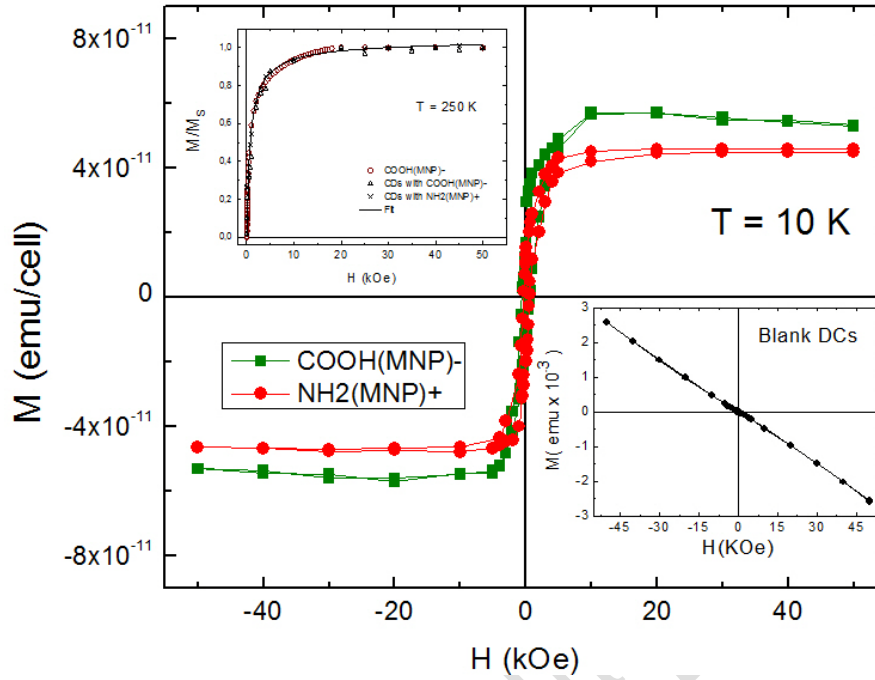 8x10-11
4x10-11
0
-4x10-11
-8x10-11
M (emu/cell)
-40
-20
0
20
40
H (kOe)
T = 10 K
COOH(MNP)-
NH2(MNP)+
1,0
0,8
0,6
0,4
0,2
0,0
M/MS
T = 250 K
COOH(MNP)-
CDs with COOH(MNP)-
CDs with NH2(MNP)+
Fit
0
10
20
30
40
50
H (kOe)
3
2
1
0
-1
-2
-3
M( emu x 10-3 )
Blank DCs
-45
-30
-15
0
15
30
45
H(KOe)